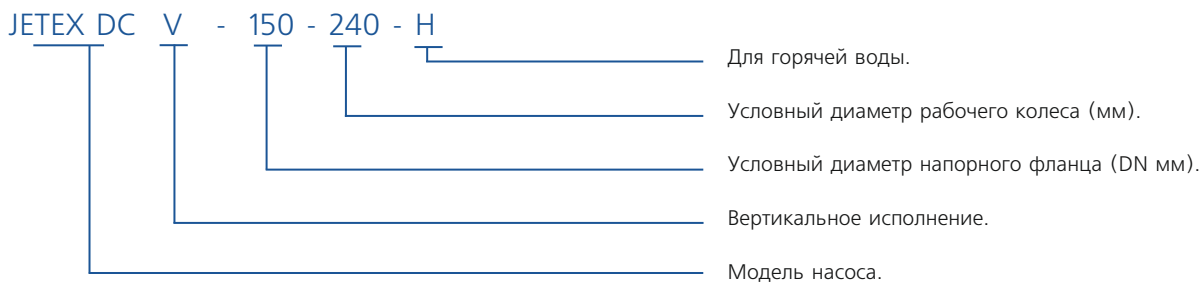 JETEX DC V - 150 - 240 - H
Для горячей воды.
Условный диаметр рабочего колеса (мм).
Условный диаметр напорного фланца (DN мм).
Вертикальное исполнение.
Модель насоса.